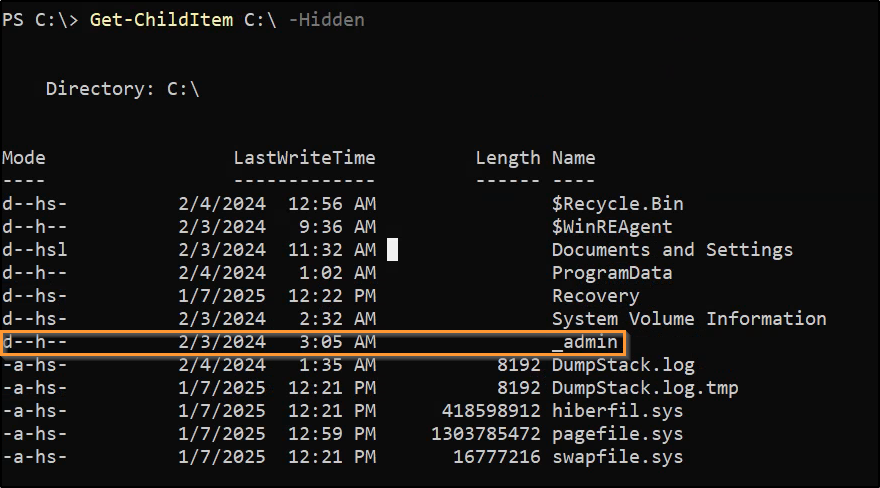 PS C:\> Get-ChildItem C:\ -Hidden
Directory: C:\
Mode LastWriteTime Length Name
---- ------------- ------ ----
d--hs- 2/4/2024 12:56 AM $Recycle.Bin
d--h-- 2/3/2024 9:36 AM $WinREAgent
d--hsl 2/3/2024 11:32 AM Documents and Settings
d--h-- 2/4/2024 1:02 AM ProgramData
d--hs- 1/7/2025 12:22 PM Recovery
d--hs- 2/3/2024 2:32 AM System Volume Information
d--h-- 2/3/2024 3:05 AM _admin
-a-hs- 2/4/2024 1:35 AM 8192 DumpStack.log
-a-hs- 1/7/2025 12:21 PM 8192 DumpStack.log.tmp
-a-hs- 1/7/2025 12:21 PM 418598912 hiberfil.sys
-a-hs- 1/7/2025 12:59 PM 1303785472 pagefile.sys
-a-hs- 1/7/2025 12:21 PM 16777216 swapfile.sys